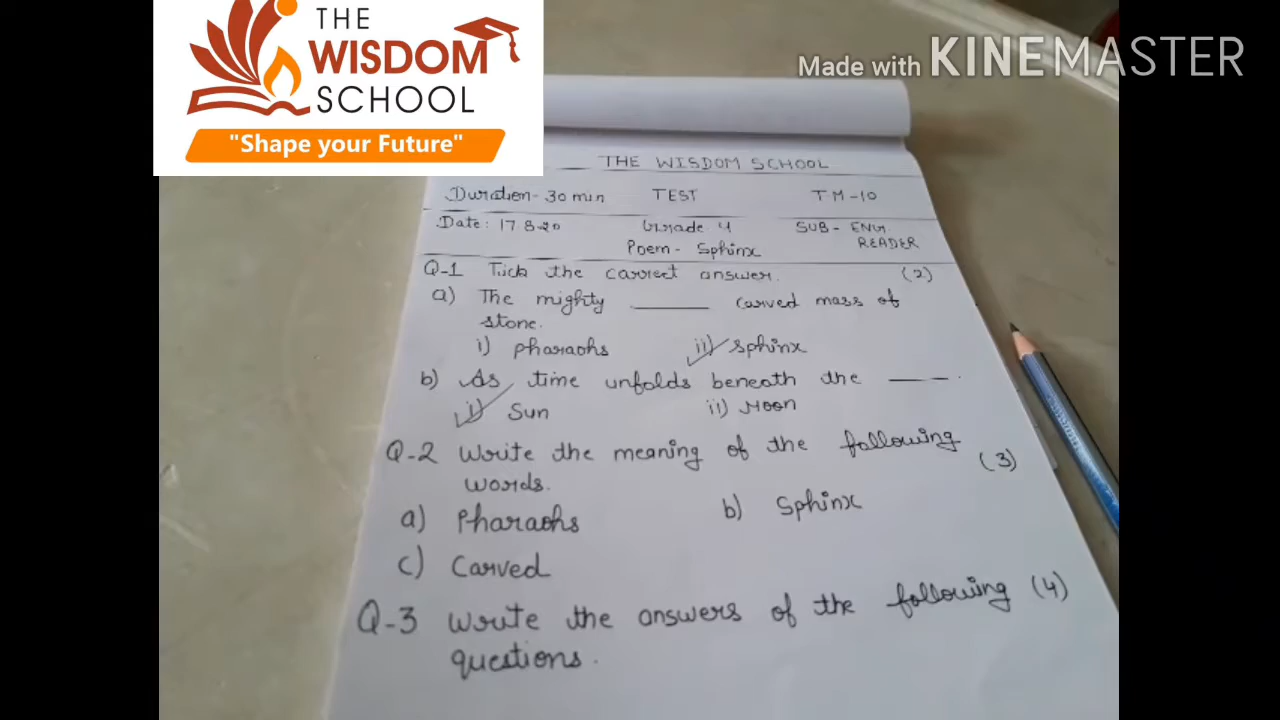 THE
WISDOM
SCHOOL
"Shape your Future"
Made with KINEMASTER
THE WISDOM SCHOOL
Duration- 30 min TEST TM-10
Date: 17 8-20 Grade 4 SUB- ENG.
READER
Poem- Sphinx
Q-1 Tick the correct answer. (2)
a) The mighty ______ carved mass of
stone.
i) Pharaohs ii) Sphinx
b) As time unfolds beneath the ____.
i) Sun ii) Moon
Q-2 Write the meaning of the following
words. (3)
a) Pharaohs b) Sphinx
c) Carved
Q-3 Write the answers of the following (4)
questions.